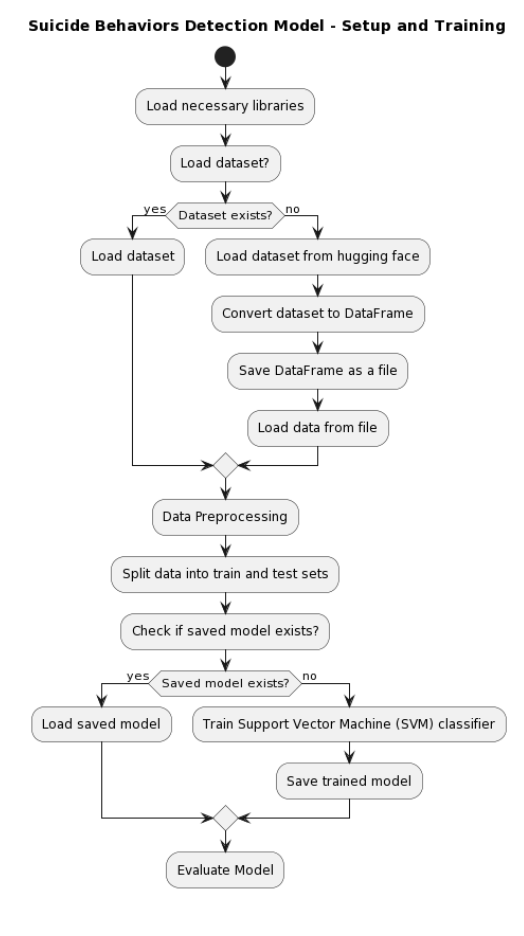 Suicide Behaviors Detection Model - Setup and Training
Load necessary libraries
Load dataset?
yes
Dataset exists?
no
Load dataset
Load dataset from hugging face
Convert dataset to DataFrame
Save DataFrame as a file
Load data from file
Data Preprocessing
Split data into train and test sets
Check if saved model exists?
yes
Saved model exists?
no
Load saved model
Train Support Vector Machine (SVM) classifier
Save trained model
Evaluate Model